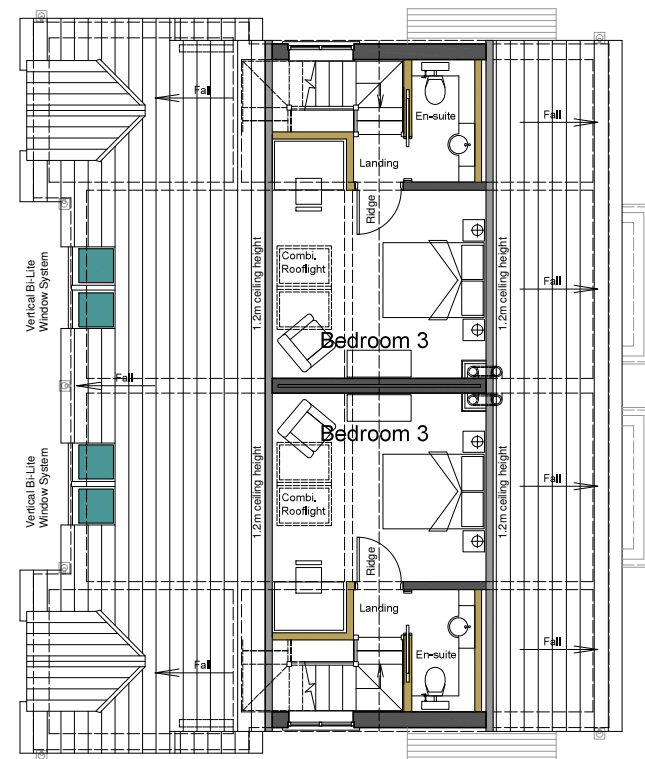 Fall
En-suite
Fall
Landing
Ridge
Vertical Bi-Lite
Window System
1.2m ceiling height
Combi.
Rooflight
1.2m ceiling height
Fall
Bedroom 3
Fall
Bedroom 3
Vertical Bi-Lite
Window System
1.2m ceiling height
Combi.
Rooflight
1.2m ceiling height
Fall
Ridge
Landing
Fall
En-suite
Fall